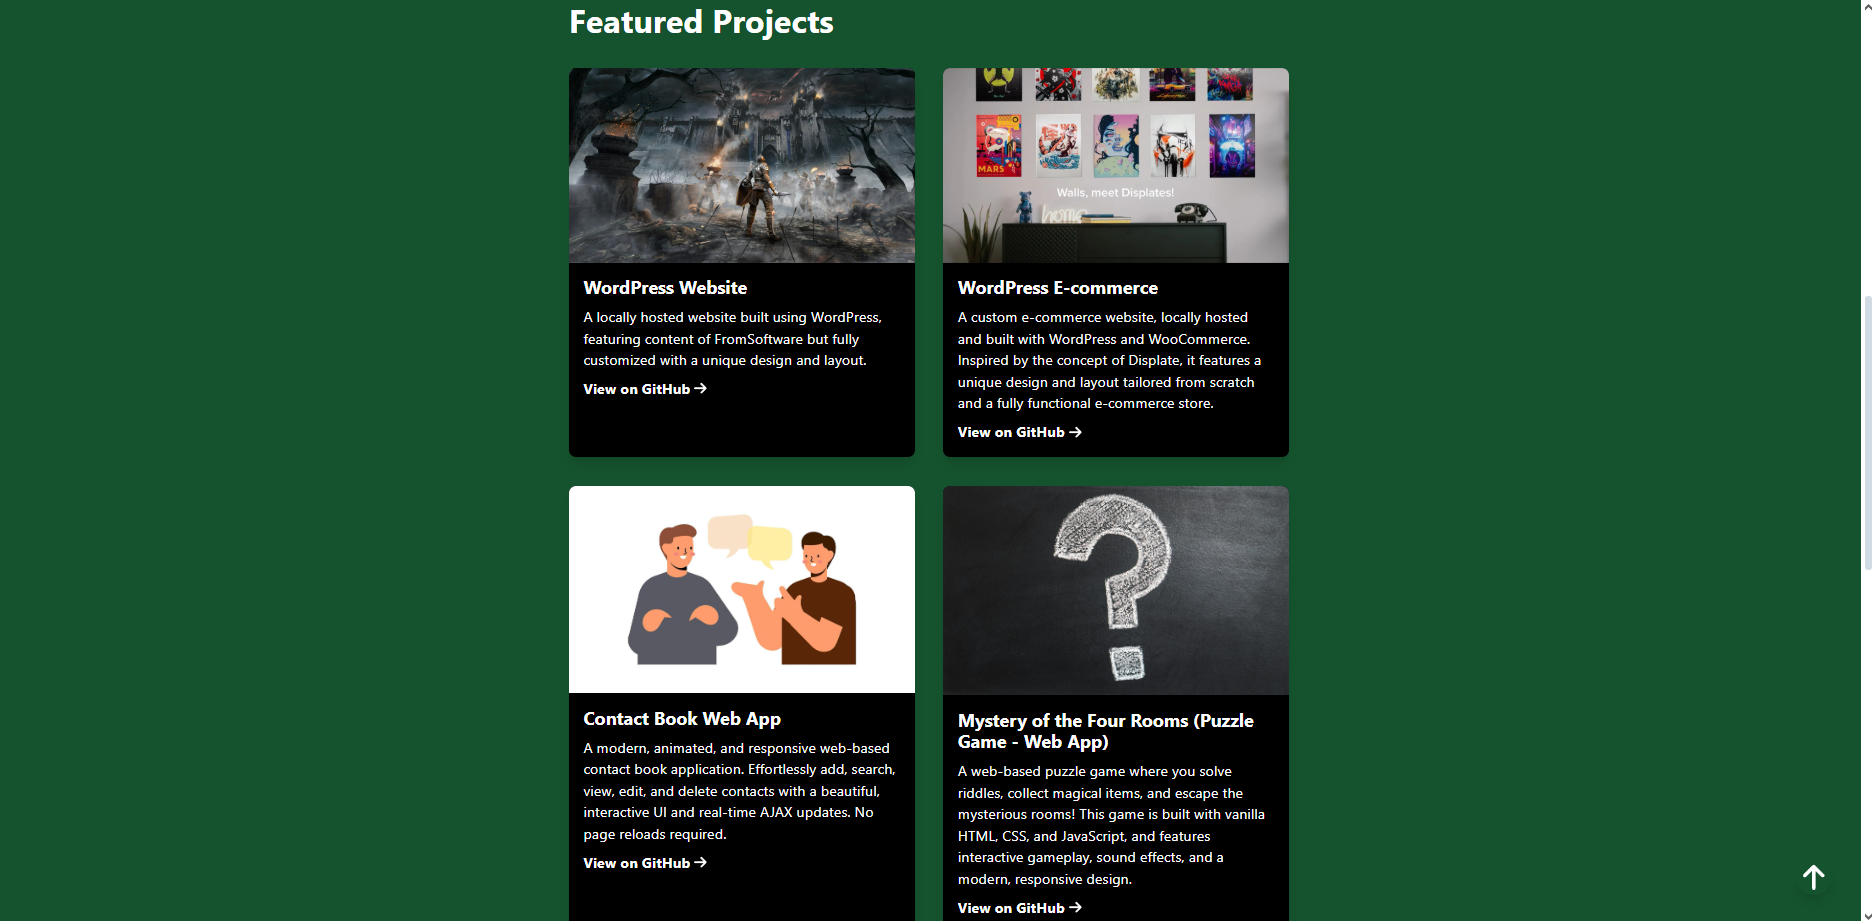 Featured Projects
MARS
Walls, meet Displates!
home
WordPress Website
A locally hosted website built using WordPress,
featuring content of FromSoftware but fully
customized with a unique design and layout.
View on GitHub →
WordPress E-commerce
A custom e-commerce website, locally hosted
and built with WordPress and WooCommerce.
Inspired by the concept of Displate, it features a
unique design and layout tailored from scratch
and a fully functional e-commerce store.
View on GitHub →
?
Contact Book Web App
A modern, animated, and responsive web-based
contact book application. Effortlessly add, search,
view, edit, and delete contacts with a beautiful,
interactive UI and real-time AJAX updates. No
page reloads required.
View on GitHub →
Mystery of the Four Rooms (Puzzle
Game - Web App)
A web-based puzzle game where you solve
riddles, collect magical items, and escape the
mysterious rooms! This game is built with vanilla
HTML, CSS, and JavaScript, and features
interactive gameplay, sound effects, and a
modern, responsive design.
View on GitHub →